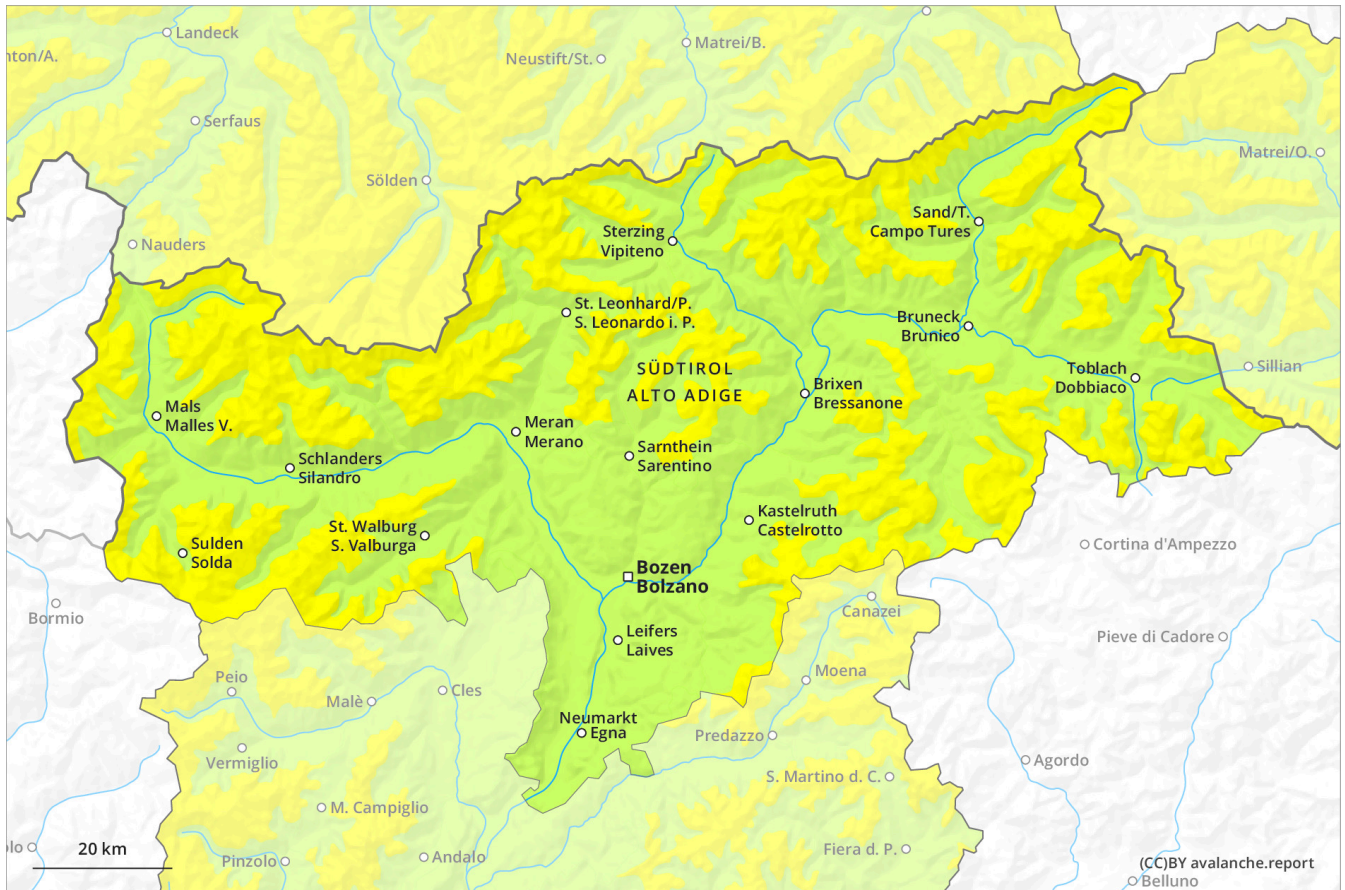 Landeck
nton/A.
Matrei/B.
Neustift/St.
Serfaus
Matrei/O.
Sölden
Sand/T.
Campo Tures
Sterzing
Vipiteno
Nauders
St. Leonhard/P.
S. Leonardo i. P.
Bruneck
Brunico
SÜDTIROL
ALTO ADIGE
Toblach
Dobbiaco
Sillian
Brixen
Bressanone
Mals
Malles V.
Meran
Merano
Schlanders
Silandro
Sarnthein
Sarentino
Kastelruth
Castelrotto
St. Walburg
S. Valburga
Sulden
Solda
Cortina d'Ampezzo
Bozen
Bolzano
Bormio
Canazei
Leifers
Laives
Pieve di Cadore
Peio
Malè
Cles
Moena
Neumarkt
Egna
Predazzo
Vermiglio
Agordo
S. Martino d. C.
M. Campiglio
lo
20 km
Pinzolo
Andalo
Fiera d. P.
(CC)BY avalanche.report
Belluno